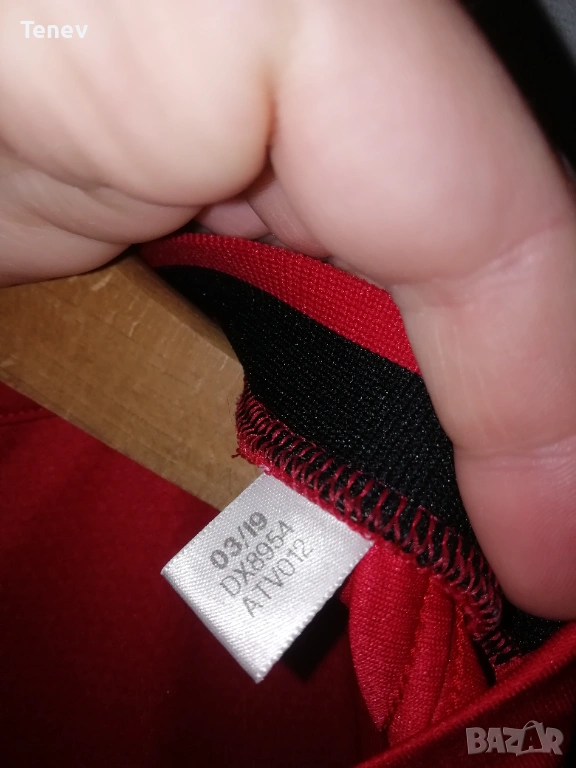 Tenev
03/19
DX8954
ATV012
BAZAR